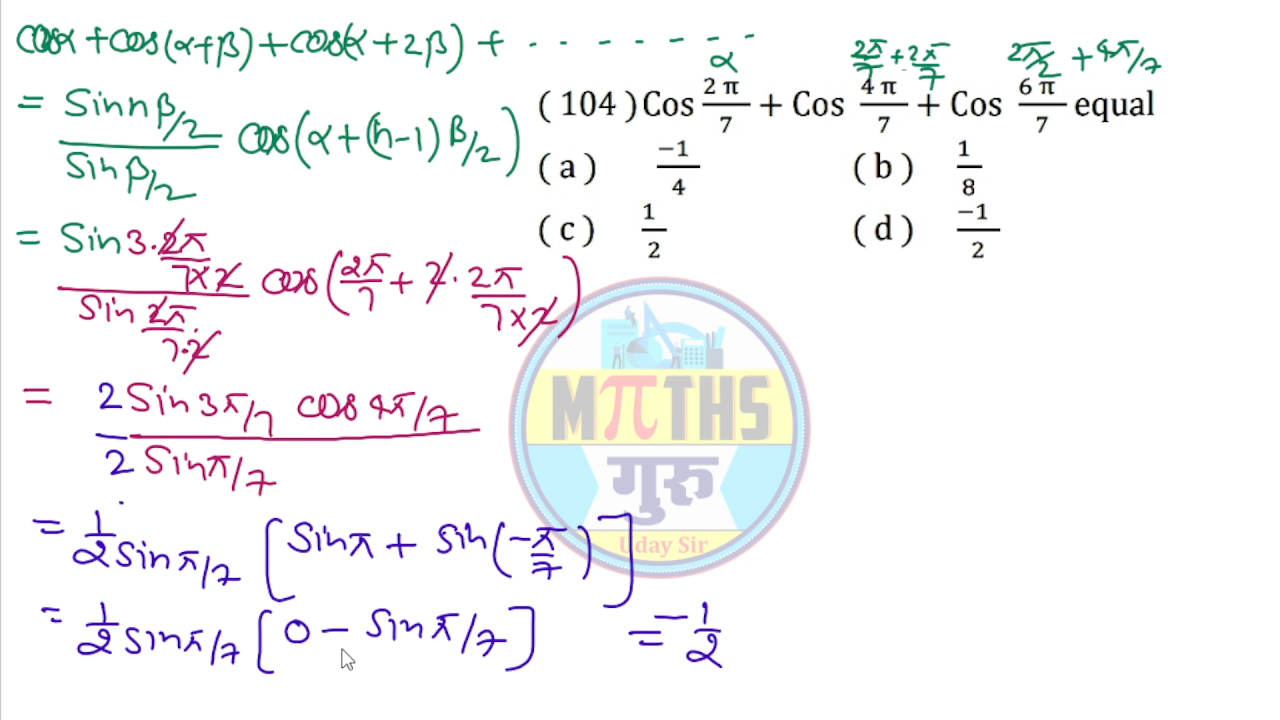 cosα + cos(α+β) + cos(α + 2β) + - - - - - - - -
= Sin nβ/2 / Sin β/2 cos(α + (n-1) β/2)
= Sin 3.2π/7×2 / Sin 2π/7.2 cos(2π/7 + 2. 2π/7×2)
= 2 Sin 3π/7 cos 4π/7 / 2 Sin π/7
= 1/2 Sin π/7 [Sin π + Sin(-π/7)]
= 1/2 Sin π/7 [0 - Sin π/7] = -1/2
α 2π/7 + 2π/7 2π/2 + 4π/7
(104) Cos 2π/7 + Cos 4π/7 + Cos 6π/7 equal
(a) -1/4 (b) 1/8
(c) 1/2 (d) -1/2
MπTHS
गुरु
Uday Sir